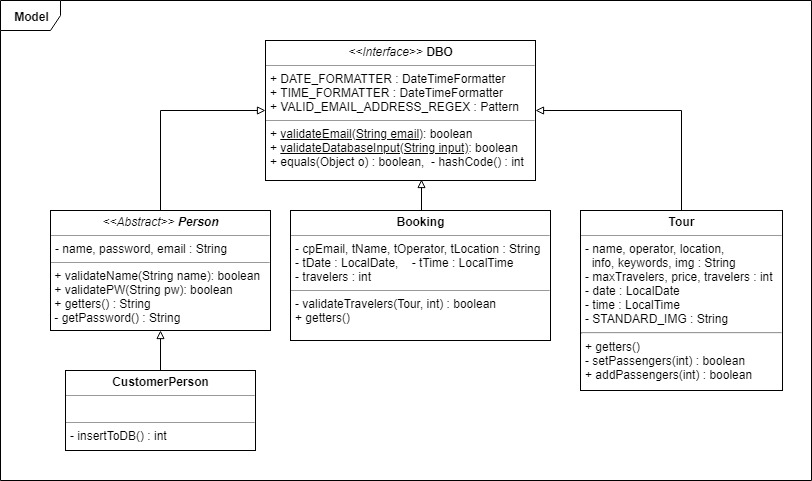 Model
<<Interface>> DBO
+ DATE_FORMATTER : DateTimeFormatter
+ TIME_FORMATTER : DateTimeFormatter
+ VALID_EMAIL_ADDRESS_REGEX : Pattern
+ validateEmail(String email): boolean
+ validateDatabaseInput(String input): boolean
+ equals(Object o) : boolean, - hashCode() : int
<<Abstract>> Person
- name, password, email : String
+ validateName(String name): boolean
+ validatePW(String pw): boolean
+ getters() : String
- getPassword() : String
Booking
- cpEmail, tName, tOperator, tLocation : String
- tDate : LocalDate, - tTime : LocalTime
- travelers : int
- validateTravelers(Tour, int) : boolean
+ getters()
Tour
- name, operator, location,
info, keywords, img : String
- maxTravelers, price, travelers : int
- date : LocalDate
- time : LocalTime
- STANDARD_IMG : String
+ getters()
- setPassengers(int) : boolean
+ addPassengers(int) : boolean
CustomerPerson
- insertToDB() : int